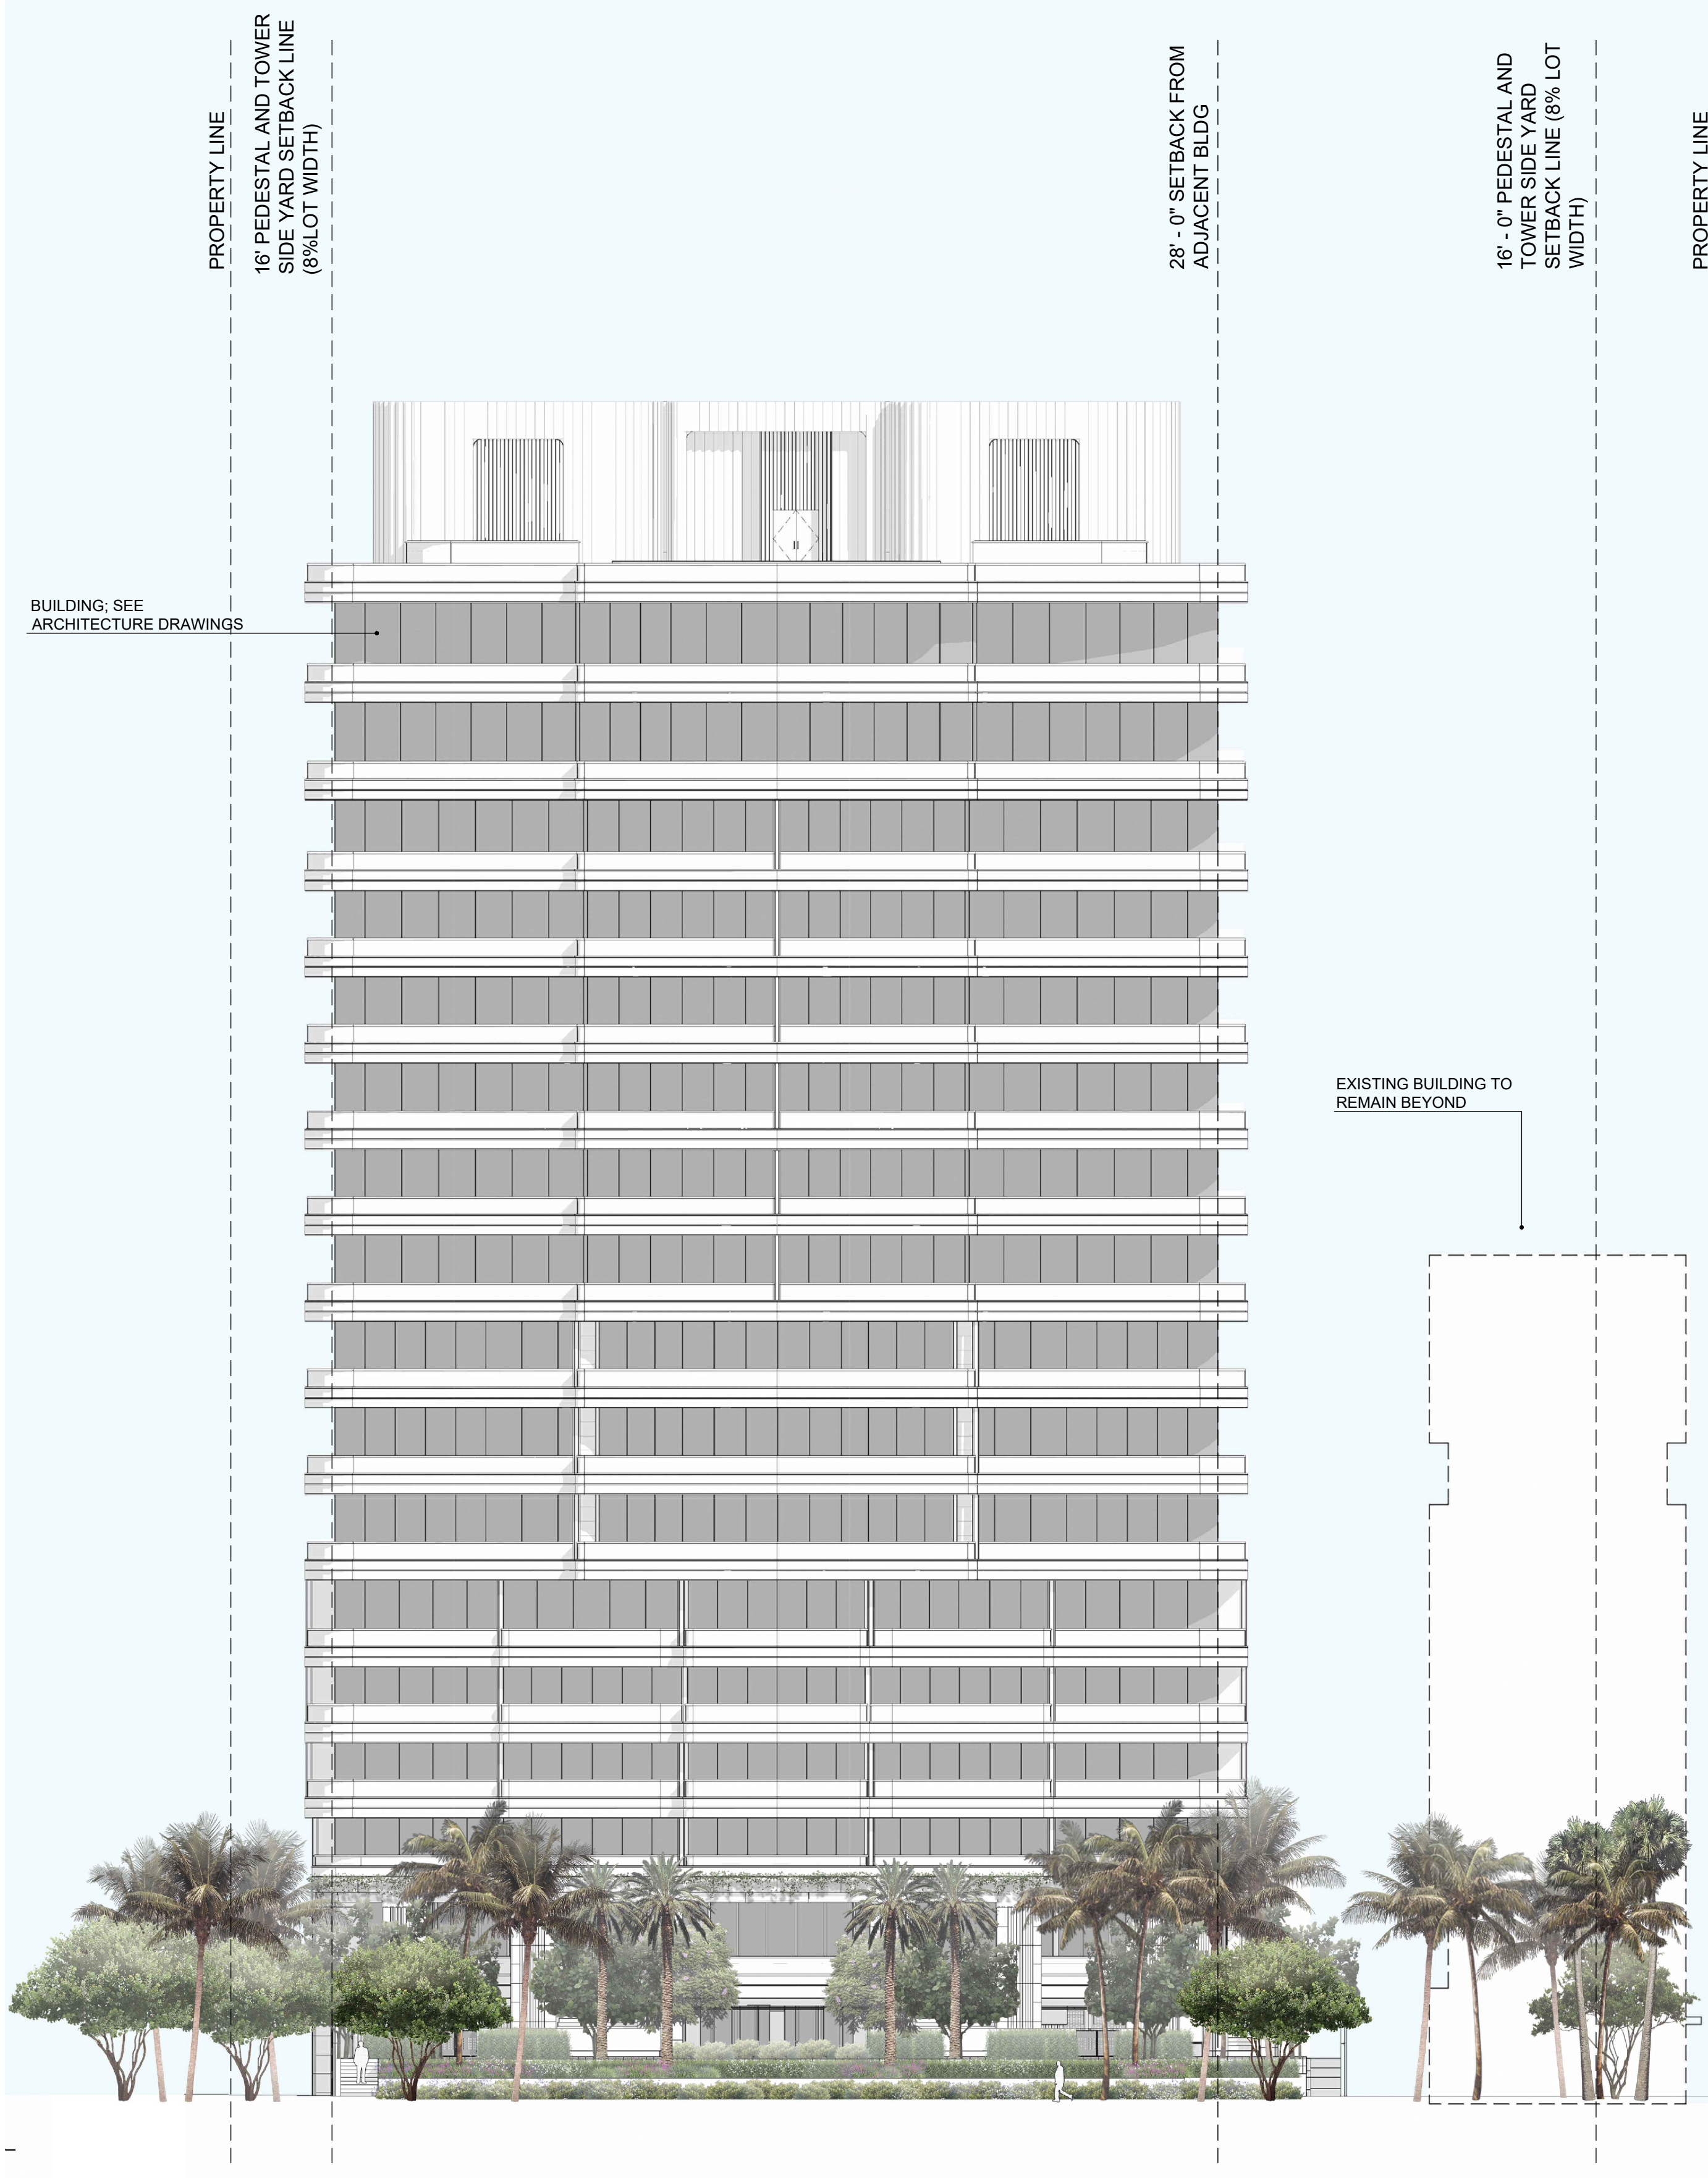 PROPERTY LINE
16' PEDESTAL AND TOWER
SIDE YARD SETBACK LINE
(8%LOT WIDTH)
28' - 0" SETBACK FROM
ADJACENT BLDG
16' - 0" PEDESTAL AND
TOWER SIDE YARD
SETBACK LINE (8% LOT
WIDTH)
PROPERTY LINE
BUILDING; SEE
ARCHITECTURE DRAWINGS
EXISTING BUILDING TO
REMAIN BEYOND